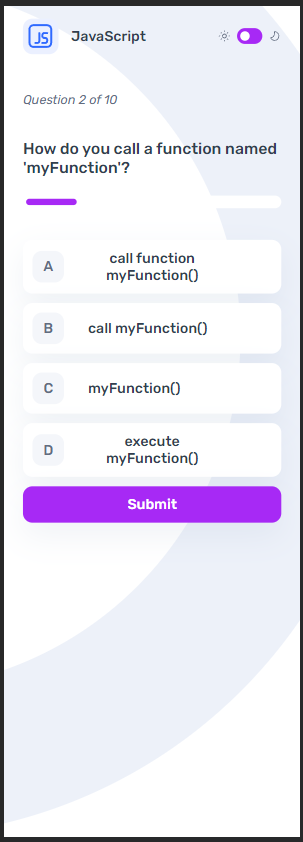 JS
JavaScript
Question 2 of 10
How do you call a function named
'myFunction'?
A
call function
myFunction()
B
call myFunction()
C
myFunction()
D
execute
myFunction()
Submit